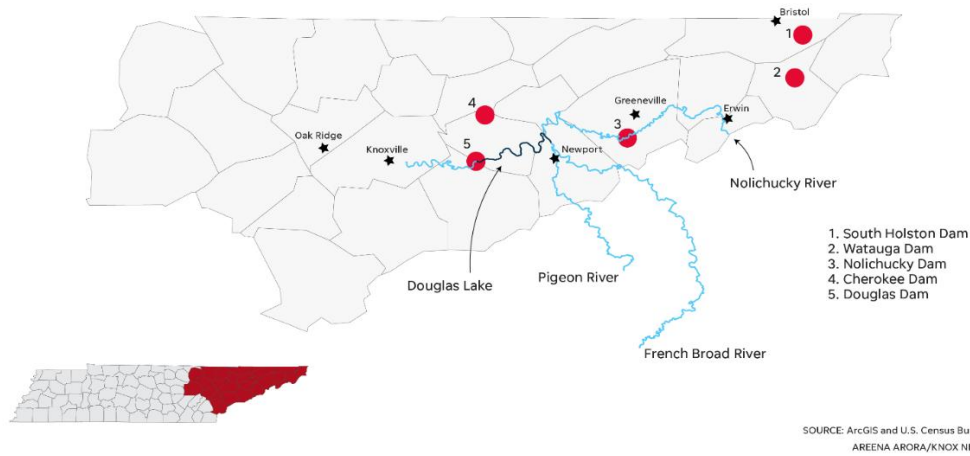 Bristol
1
2
4
Greeneville
Erwin
3
Oak Ridge
Knoxville
5
Newport
Nolichucky River
Douglas Lake
Pigeon River
French Broad River
1. South Holston Dam
2. Watauga Dam
3. Nolichucky Dam
4. Cherokee Dam
5. Douglas Dam
SOURCE: ArcGIS and U.S. Census Bu
AREENA ARORA/KNOX NE